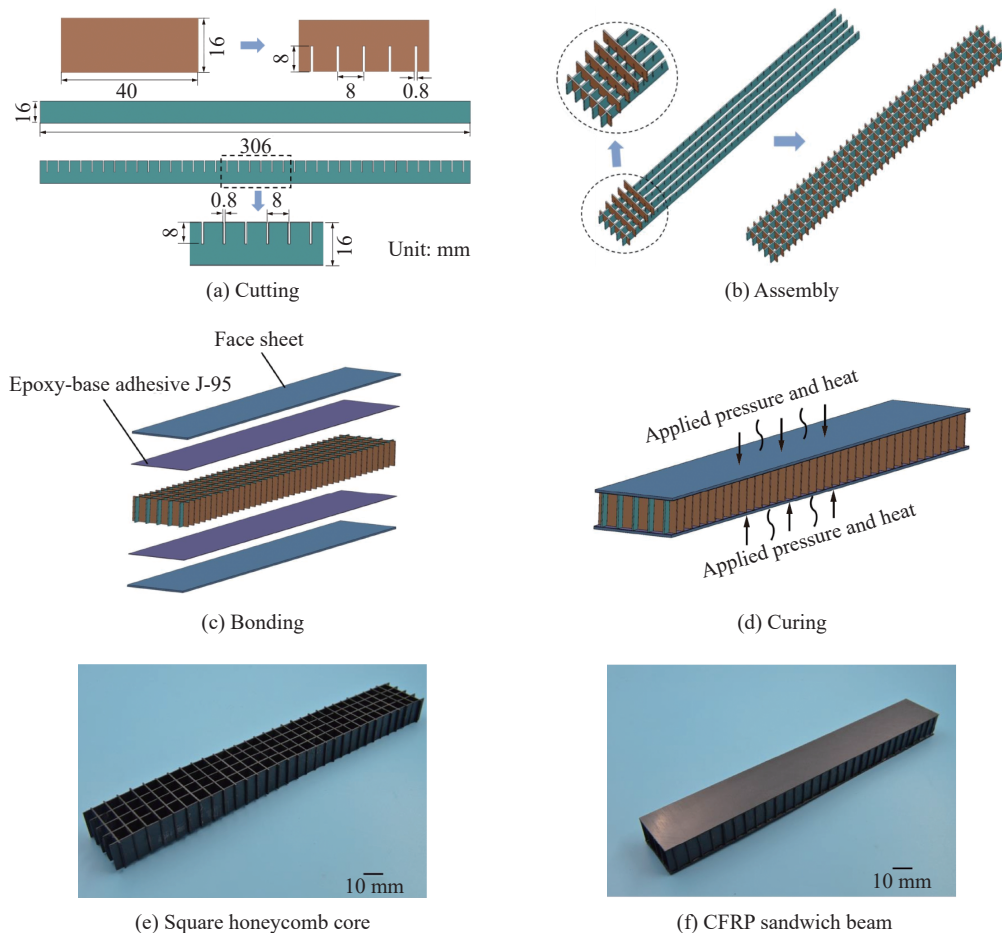 16
8
40
8
0.8
16
306
0.8
8
8
16
Unit: mm
(a) Cutting
(b) Assembly
Face sheet
Epoxy-base adhesive J-95
(c) Bonding
Applied pressure and heat
Applied pressure and heat
(d) Curing
10 mm
(e) Square honeycomb core
10 mm
(f) CFRP sandwich beam